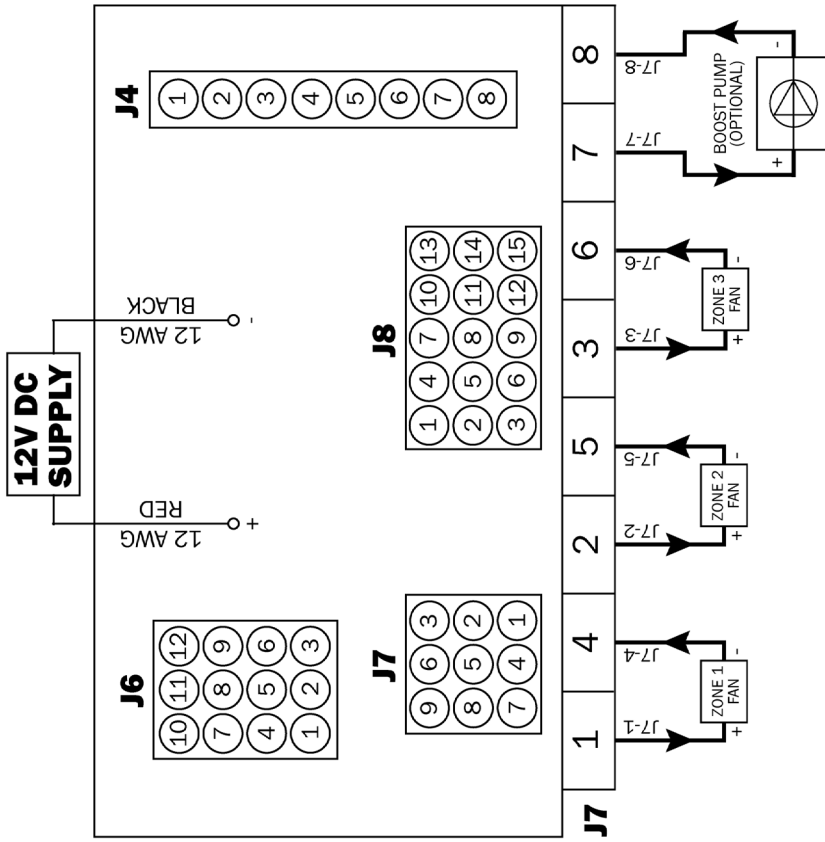 12V DC
SUPPLY
12 AWG
RED
+
12 AWG
BLACK
-
J6
10 11 12
7 8 9
4 5 6
1 2 3
J4
1
2
3
4
5
6
7
8
J7
9 6 3
8 5 2
7 4 1
J8
1 4 7 10 13
2 5 8 11 14
3 6 9 12 15
J7
1 4 2 5 3 6 7 8
J7-1
J7-4
+ -
ZONE 1
FAN
J7-2
J7-5
+ -
ZONE 2
FAN
J7-3
J7-6
+ -
ZONE 3
FAN
J7-7
J7-8
BOOST PUMP
(OPTIONAL)
+ -